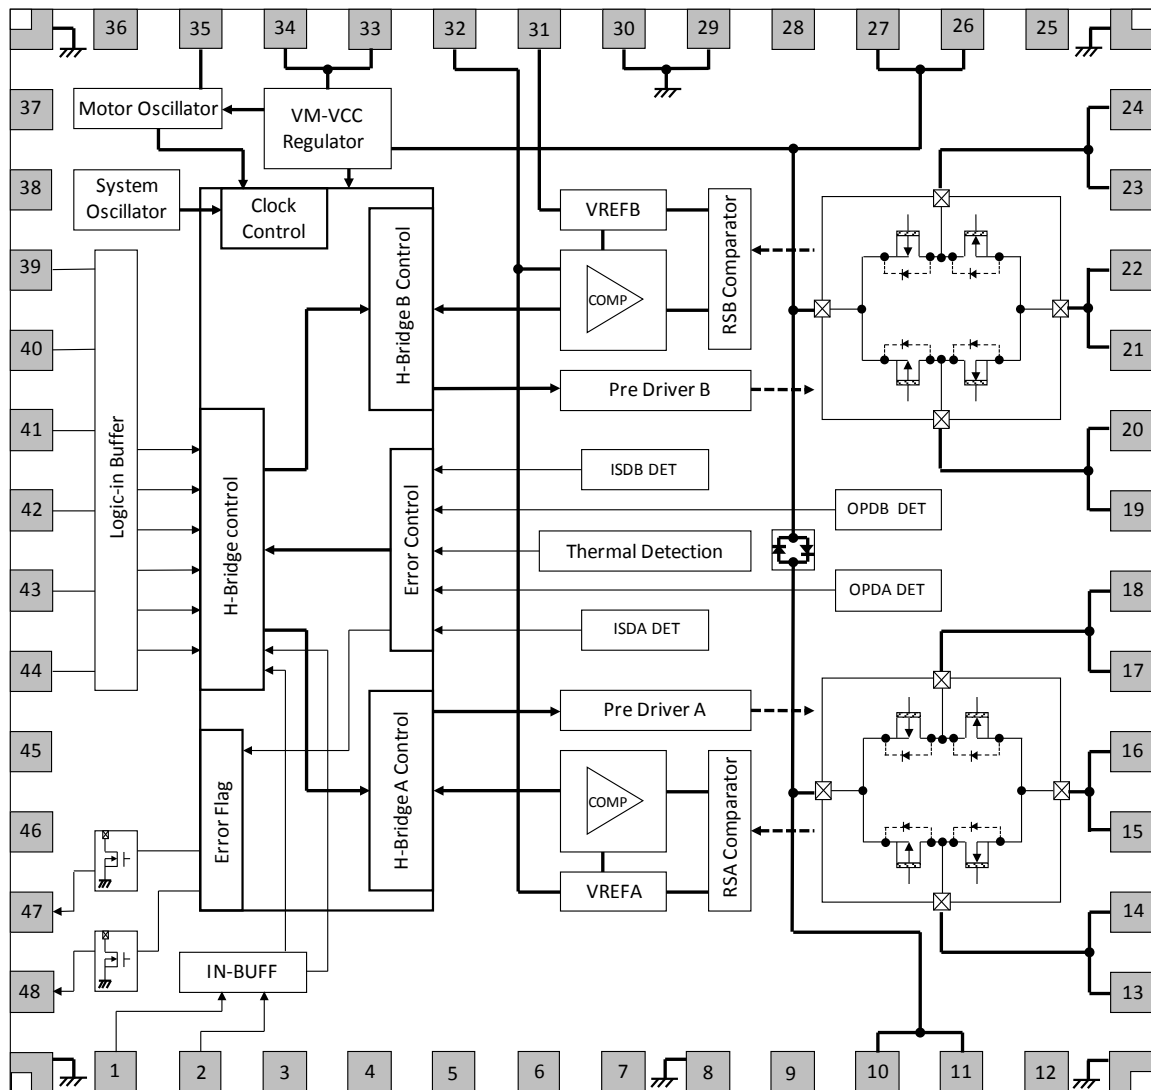 36
35
34
33
32
31
30
29
28
27
26
25
37
Motor Oscillator
VM-VCC
Regulator
24
38
System
Oscillator
Clock
Control
VREFB
23
39
H-Bridge B Control
COMP
RSB Comparator
22
40
21
Pre Driver B
41
Logic-in Buffer
20
ISDB DET
42
H-Bridge control
Error Control
OPDB DET
19
Thermal Detection
43
OPDA DET
18
ISDA DET
44
17
Pre Driver A
45
16
Error Flag
H-Bridge A Control
COMP
RSA Comparator
46
15
VREFA
47
14
IN-BUFF
48
13
1
2
3
4
5
6
7
8
9
10
11
12